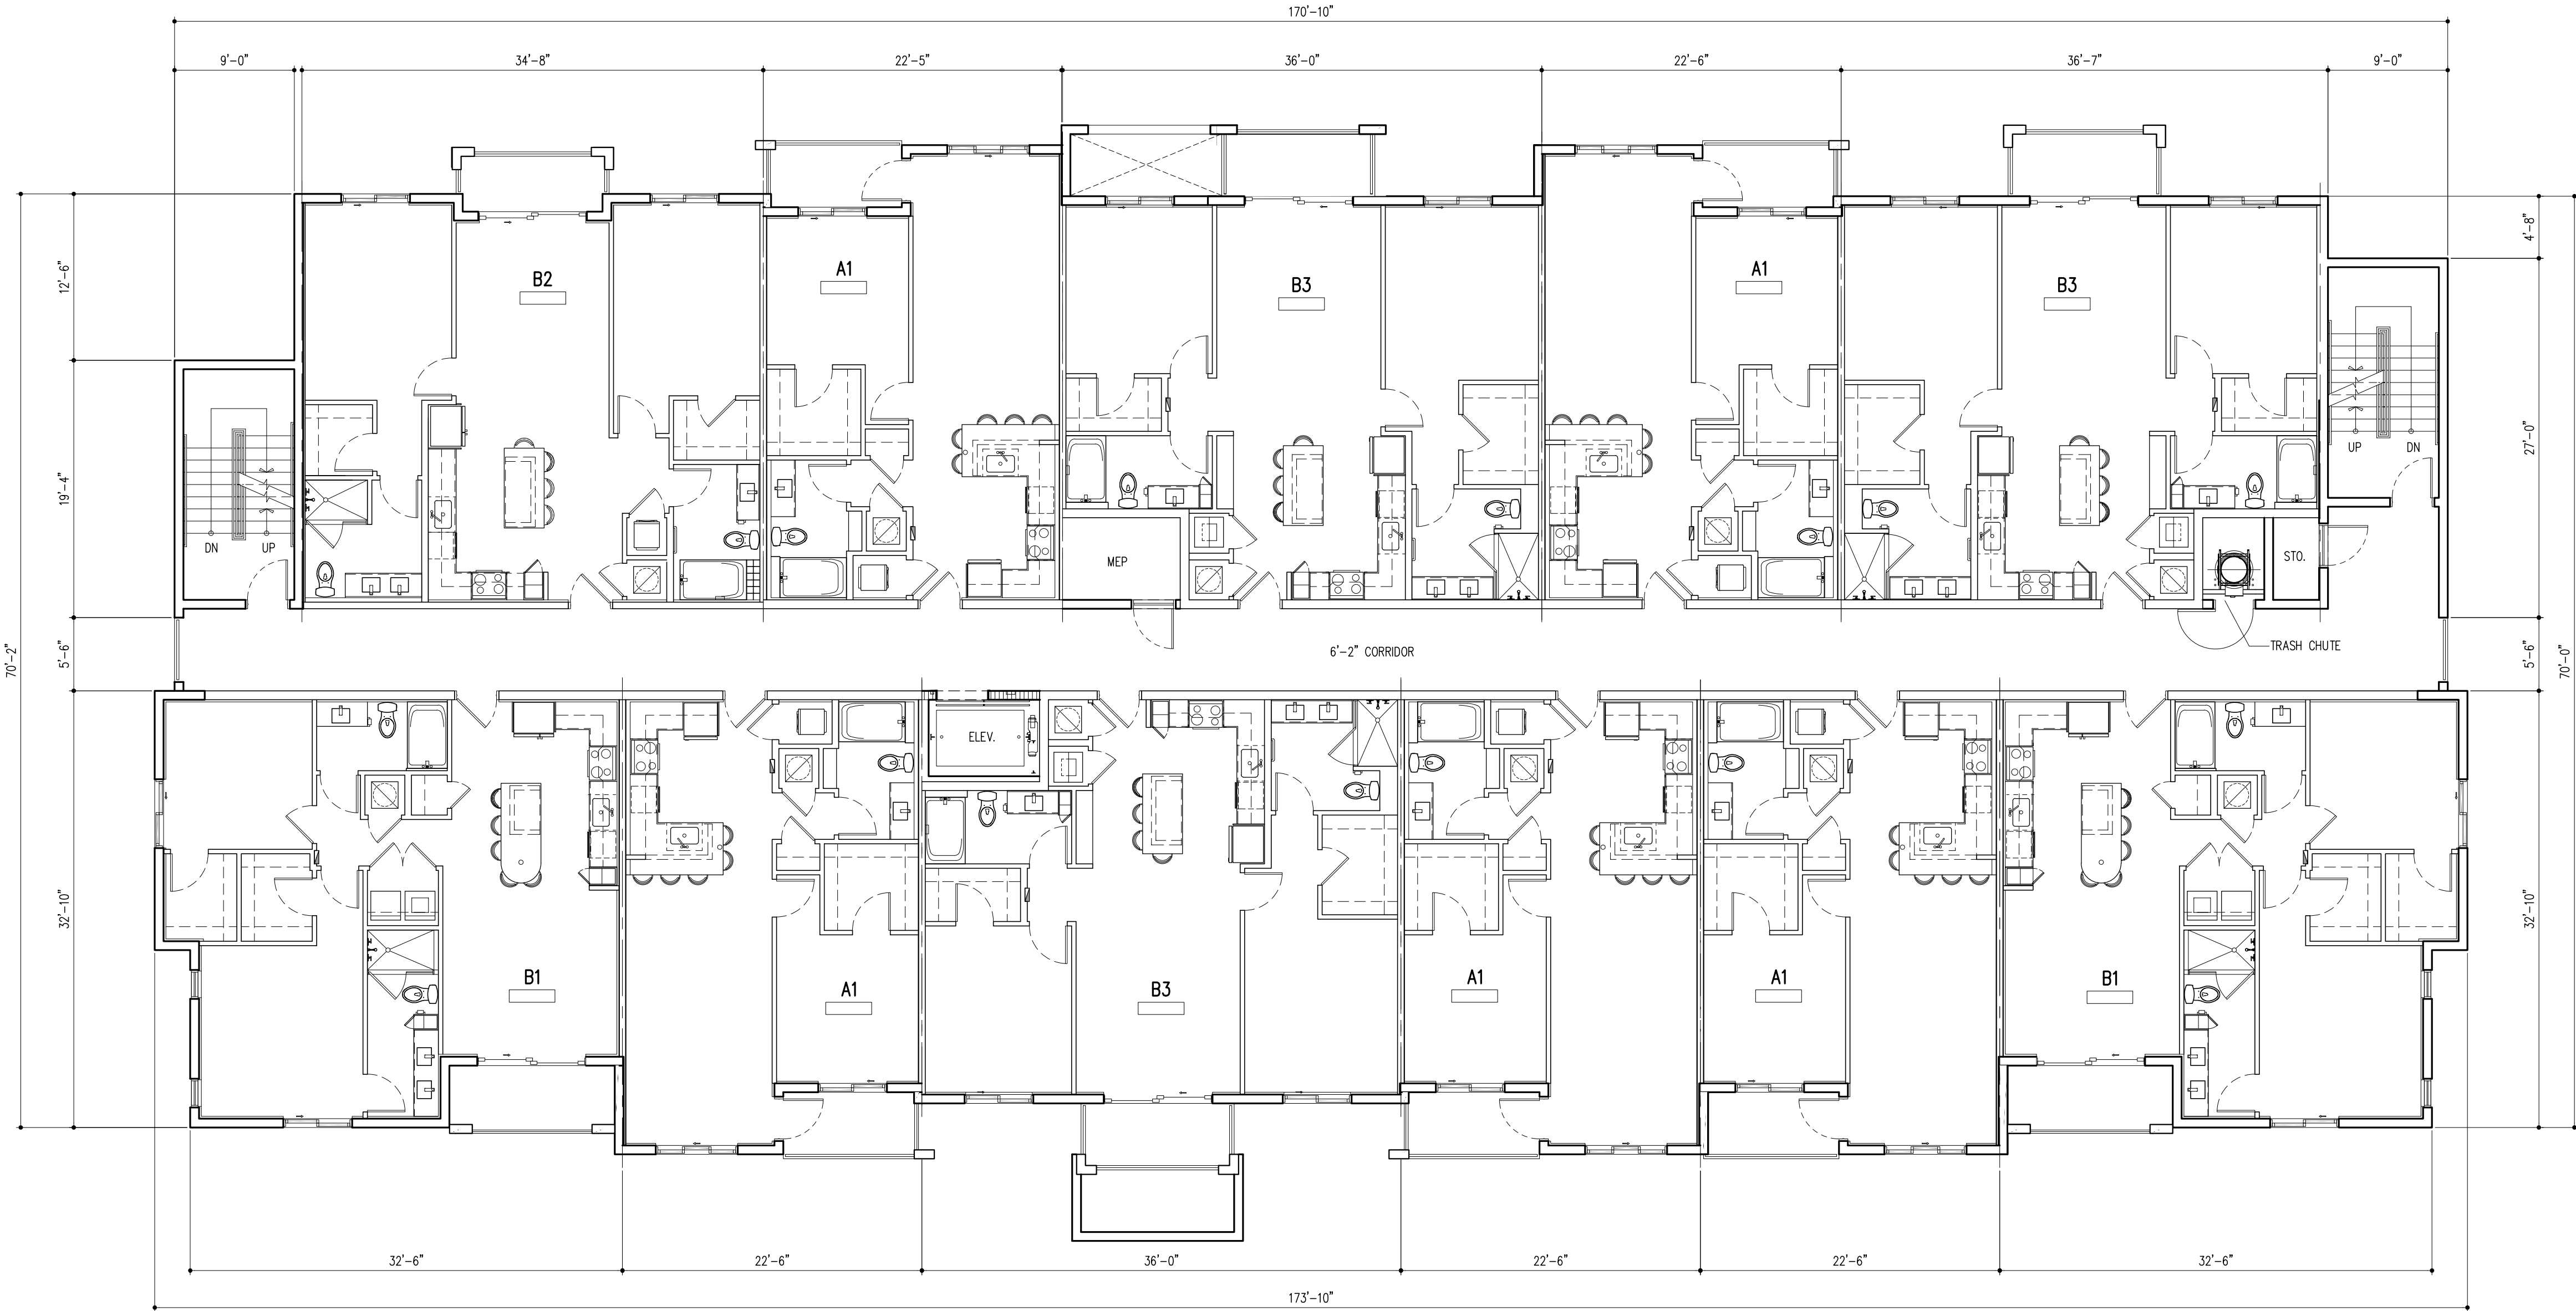 170'-10"
9'-0"
34'-8"
22'-5"
36'-0"
22'-6"
36'-7"
9'-0"
4'-8"
12'-6"
B2
A1
B3
A1
B3
19'-4"
27'-0"
UP
DN
DN
UP
MEP
STO.
70'-2"
5'-6"
6'-2" CORRIDOR
TRASH CHUTE
5'-6"
70'-0"
ELEV.
32'-10"
32'-10"
B1
A1
B3
A1
A1
B1
32'-6"
22'-6"
36'-0"
22'-6"
22'-6"
32'-6"
173'-10"